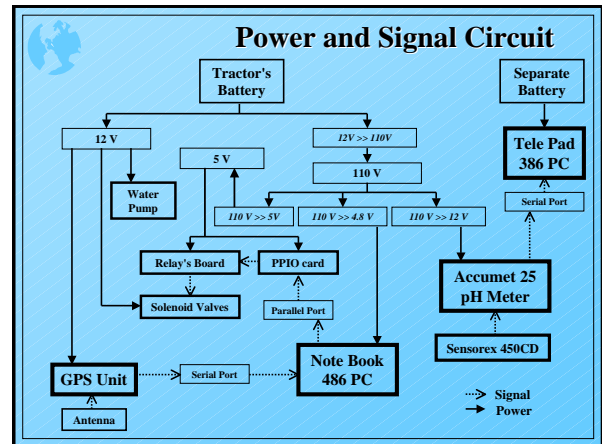 Power and Signal Circuit
Tractor's
Battery
Separate
Battery
12 V
12V >> 110V
Tele Pad
386 PC
5 V
110 V
Water
Pump
Serial Port
110 V >> 5V
110 V >> 4.8 V
110 V >> 12 V
Relay's Board
PPIO card
Accumet 25
pH Meter
Solenoid Valves
Parallel Port
Sensorex 450CD
Note Book
486 PC
GPS Unit
Serial Port
Signal
Power
Antenna